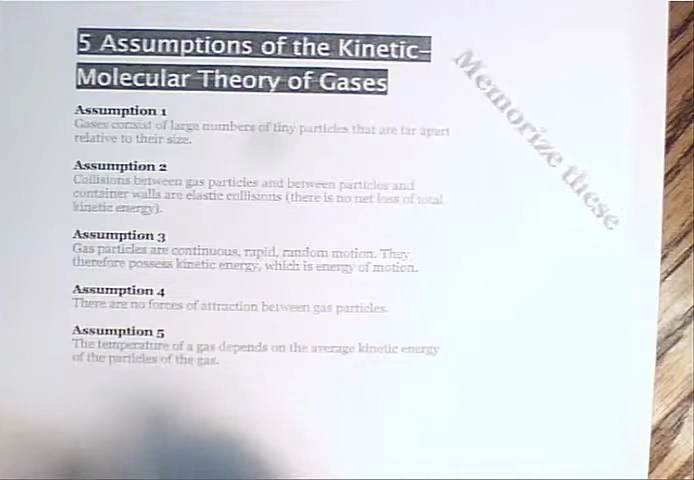 5 Assumptions of the Kinetic-
Molecular Theory of Gases
Memorize these
Assumption 1
Gases consist of large numbers of tiny particles that are far apart
relative to their size.
Assumption 2
Collisions between gas particles and between particles and
container walls are elastic collisions (there is no net loss of total
kinetic energy).
Assumption 3
Gas particles are continuous, rapid, random motion. They
therefore possess kinetic energy, which is energy of motion.
Assumption 4
There are no forces of attraction between gas particles.
Assumption 5
The temperature of a gas depends on the average kinetic energy
of the particles of the gas.